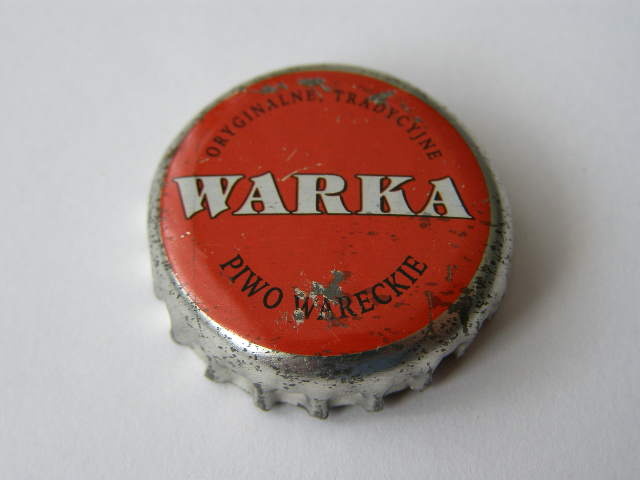 ORYGINALNE, TRADYCYJNE
WARKA
PIWO WARECKIE